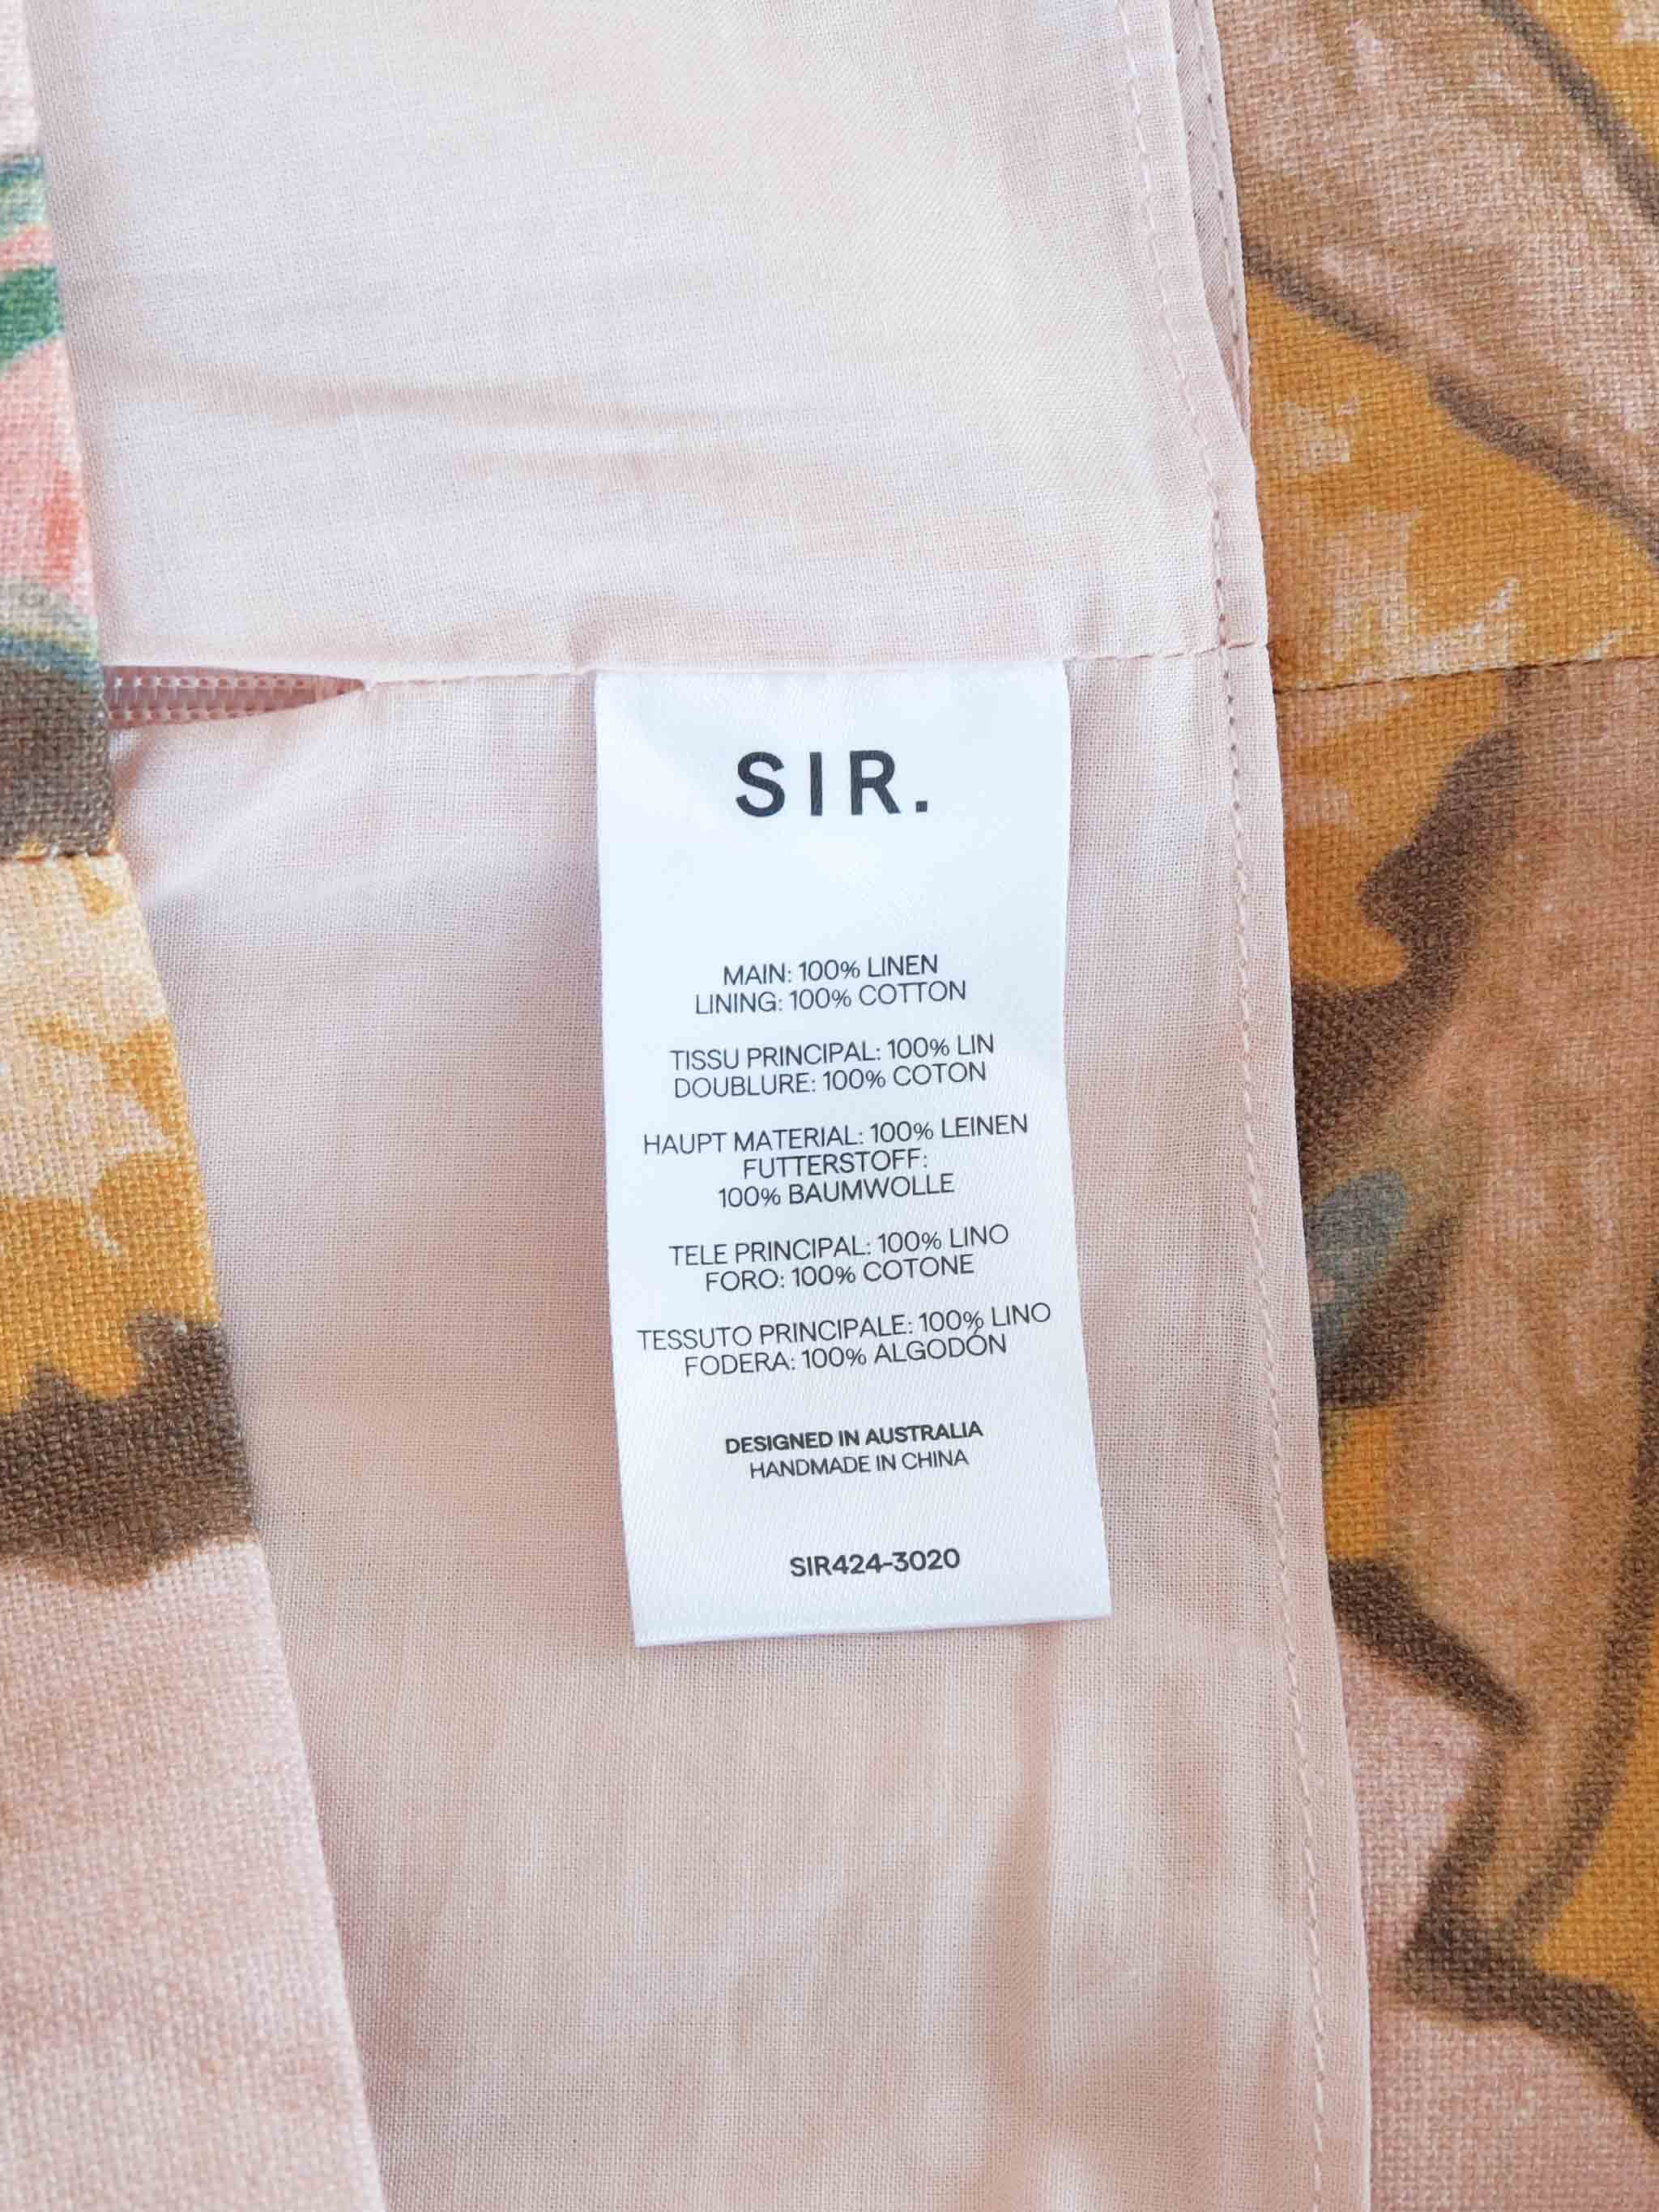 SIR.
MAIN: 100% LINEN
LINING: 100% COTTON
TISSU PRINCIPAL: 100% LIN
DOUBLURE: 100% COTON
HAUPT MATERIAL: 100% LEINEN
FUTTERSTOFF:
100% BAUMWOLLE
TELE PRINCIPAL: 100% LINO
FORO: 100% COTONE
TESSUTO PRINCIPALE: 100% LINO
FODERA: 100% ALGODÓN
DESIGNED IN AUSTRALIA
HANDMADE IN CHINA
SIR424-3020